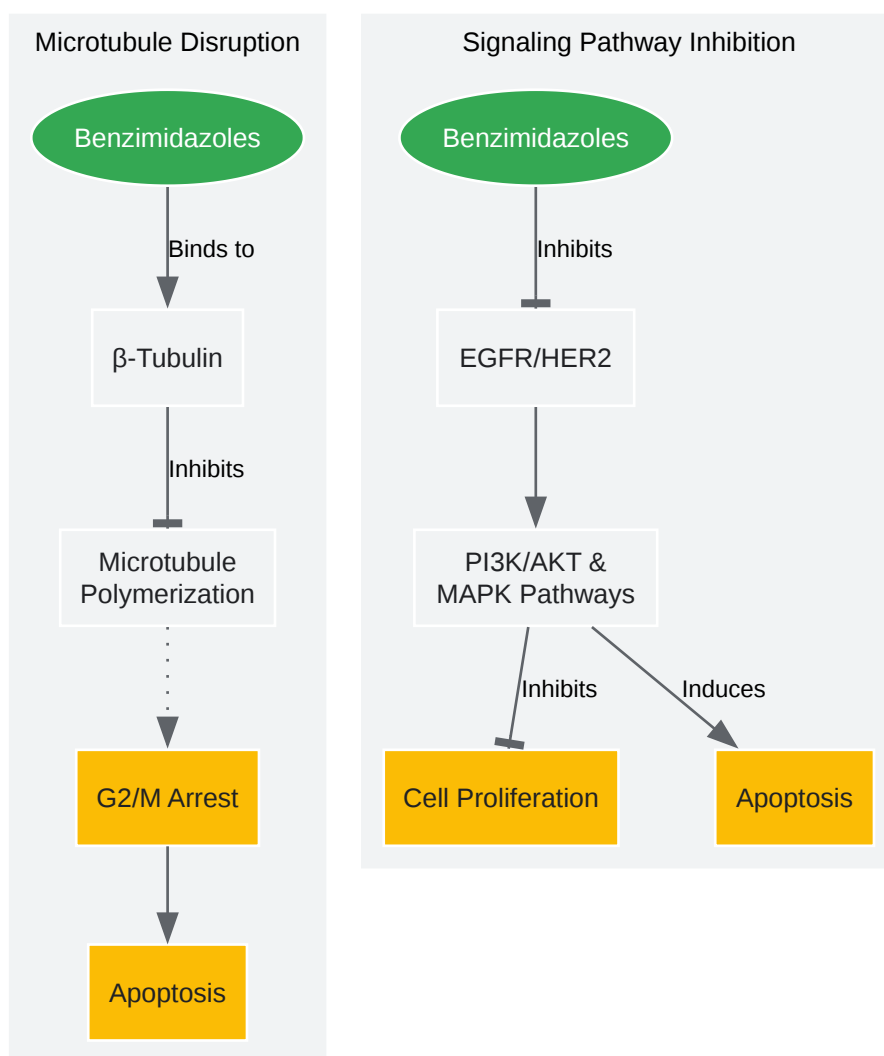 Microtubule Disruption
Benzimidazoles
Binds to
β-Tubulin
Inhibits
Microtubule
Polymerization
G2/M Arrest
Apoptosis
Signaling Pathway Inhibition
Benzimidazoles
Inhibits
EGFR/HER2
PI3K/AKT &
MAPK Pathways
Inhibits
Induces
Cell Proliferation
Apoptosis